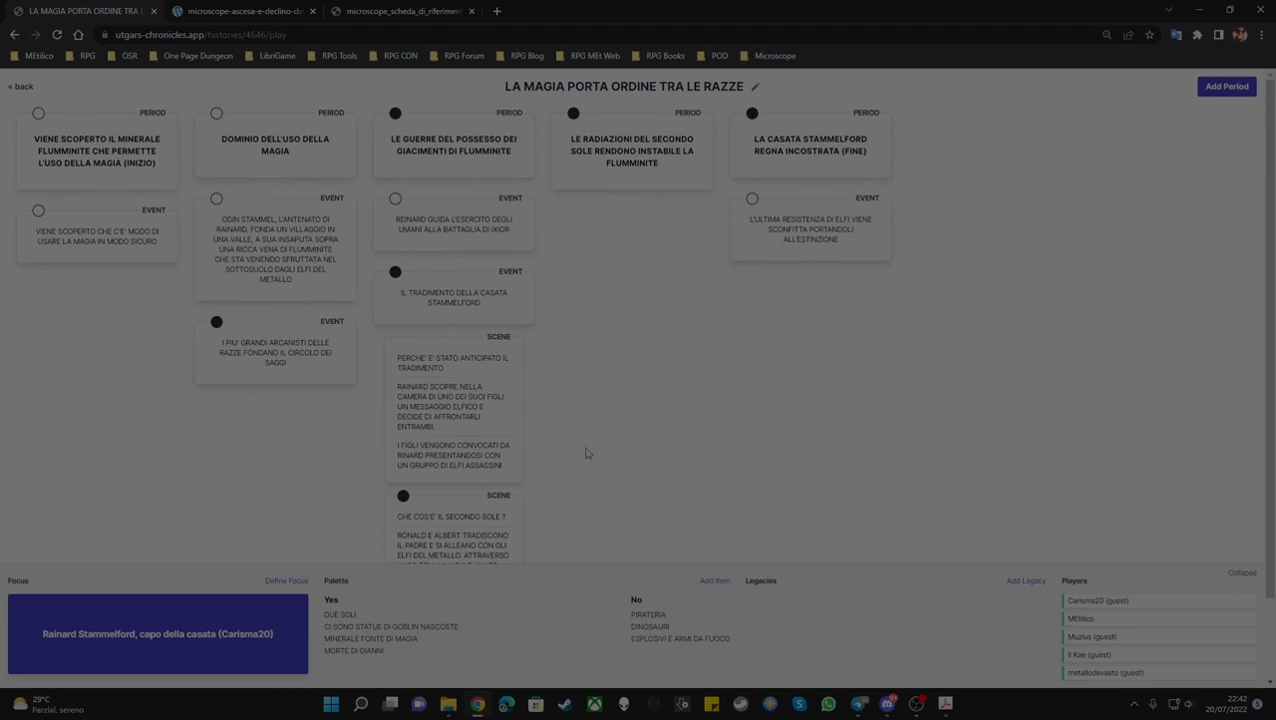 LA MAGIA PORTA ORDINE TRA LE
microscope-ascesa-e-declino-de
microscope_scheda_di_riferiment
utgars-chronicles.app/histories/4646/play
MEtilico
RPG
OSR
One Page Dungeon
LibriGame
RPG Tools
RPG CON
RPG Forum
RPG Blog
RPG MEt Web
RPG Books
POD
Microscope
« back
LA MAGIA PORTA ORDINE TRA LE RAZZE
Add Period
PERIOD
VIENE SCOPERTO IL MINERALE
FLUMMINITE CHE PERMETTE
L'USO DELLA MAGIA (INIZIO)
EVENT
VIENE SCOPERTO CHE C'E' MODO DI
USARE LA MAGIA IN MODO SICURO
PERIOD
DOMINIO DELL'USO DELLA
MAGIA
EVENT
ODIN STAMMEL, L'ANTENATO DI
RAINARD, FONDA UN VILLAGGIO IN
UNA VALLE, A SUA INSAPUTA SOPRA
UNA RICCA VENA DI FLUMMINITE
CHE STA VENENDO SFRUTTATA NEL
SOTTOSUOLO DAGLI ELFI DEL
METALLO
EVENT
I PIU' GRANDI ARCANISTI DELLE
RAZZE FONDANO IL CIRCOLO DEI
SAGGI
PERIOD
LE GUERRE DEL POSSESSO DEI
GIACIMENTI DI FLUMMINITE
EVENT
REINARD GUIDA L'ESERCITO DEGLI
UMANI ALLA BATTAGLIA DI IXIOR
EVENT
IL TRADIMENTO DELLA CASATA
STAMMELFORD
SCENE
PERCHE' E' STATO ANTICIPATO IL
TRADIMENTO
RAINARD SCOPRE NELLA
CAMERA DI UNO DEI SUOI FIGLI
UN MESSAGGIO ELFICO E
DECIDE DI AFFRONTARLI
ENTRAMBI.
I FIGLI VENGONO CONVOCATI DA
RINARD PRESENTANDOSI CON
UN GRUPPO DI ELFI ASSASSINI
SCENE
CHE COS'E' IL SECONDO SOLE ?
RONALD E ALBERT TRADISCONO
IL PADRE E SI ALLEANO CON GLI
ELFI DEL METALLO. ATTRAVERSO
PERIOD
LE RADIAZIONI DEL SECONDO
SOLE RENDONO INSTABILE LA
FLUMMINITE
PERIOD
LA CASATA STAMMELFORD
REGNA INCOSTRATA (FINE)
EVENT
L'ULTIMA RESISTENZA DI ELFI VIENE
SCONFITTA PORTANDOLI
ALL'ESTINZIONE
Collapse
Focus
Define Focus
Rainard Stammelford, capo della casata (Carisma20)
Palette
Add Item
Yes
DUE SOLI
CI SONO STATUE DI GOBLIN NASCOSTE
MINERALE FONTE DI MAGIA
MORTE DI GIANNI
No
PIRATERIA
DINOSAURI
ESPLOSIVI E ARMI DA FUOCO
Legacies
Add Legacy
Players
Carisma20 (guest)
MEtilico
Muzius (guest)
il Kae (guest)
metallodevasto (guest)
29°C
Parzial. sereno
22:42
20/07/2022